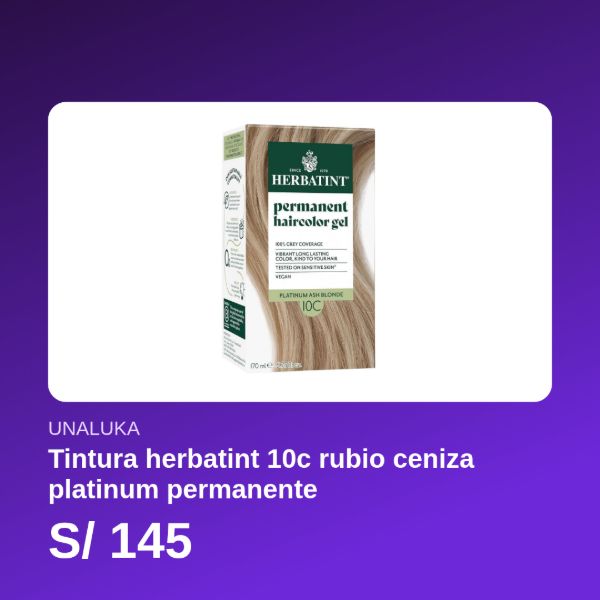 SINCE 1970
HERBATINT
permanent
haircolor gel
100% GREY COVERAGE
VIBRANT LONG LASTING
COLOR, KIND TO YOUR HAIR
TESTED ON SENSITIVE SKIN*
VEGAN
PLATINUM ASH BLONDE
10C
170 ml
UNALUKA
Tintura herbatint 10c rubio ceniza
platinum permanente
S/ 145